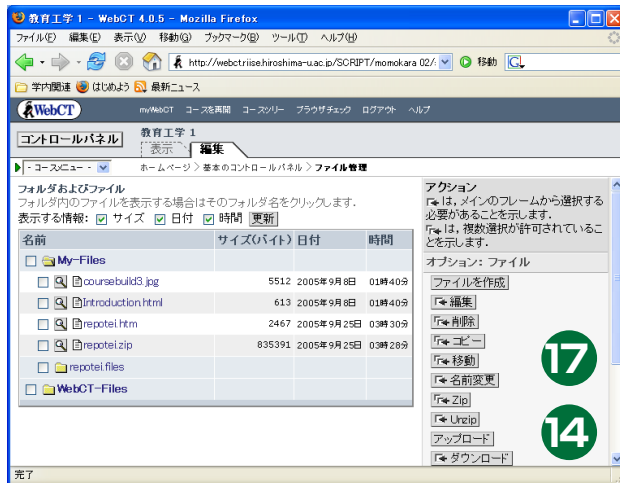 教育工学 1 - WebCT 4.0.5 - Mozilla Firefox
ファイル(F) 編集(E) 表示(V) 移動(G) ブックマーク(B) ツール(T) ヘルプ(H)
http://webct.riise.hiroshima-u.ac.jp/SCRIPT/momokara 02/ 移動
学内関連 はじめよう 最新ニュース
WebCT myWebCT コースを再開 コースツリー ブラウザチェック ログアウト ヘルプ
コントロールパネル 教育工学 1
表示 編集
- コースメニュー - ホームページ › 基本のコントロールパネル › ファイル管理
フォルダおよびファイル
フォルダ内のファイルを表示する場合はそのフォルダ名をクリックします.
表示する情報: サイズ 日付 時間 更新
名前 サイズ(バイト) 日付 時間
My-Files
coursebuild3.jpg 5512 2005年9月8日 01時40分
Introduction.html 613 2005年9月8日 01時40分
repotei.htm 2467 2005年9月25日 03時30分
repotei.zip 835391 2005年9月25日 03時28分
repotei.files
WebCT-Files
アクション
は, メインのフレームから選択する
必要があることを示します.
は, 複数選択が許可されているこ
とを示します.
オプション: ファイル
ファイルを作成
編集
削除
コピー
移動
名前変更
Zip
Unzip
アップロード
ダウンロード
17
14
完了